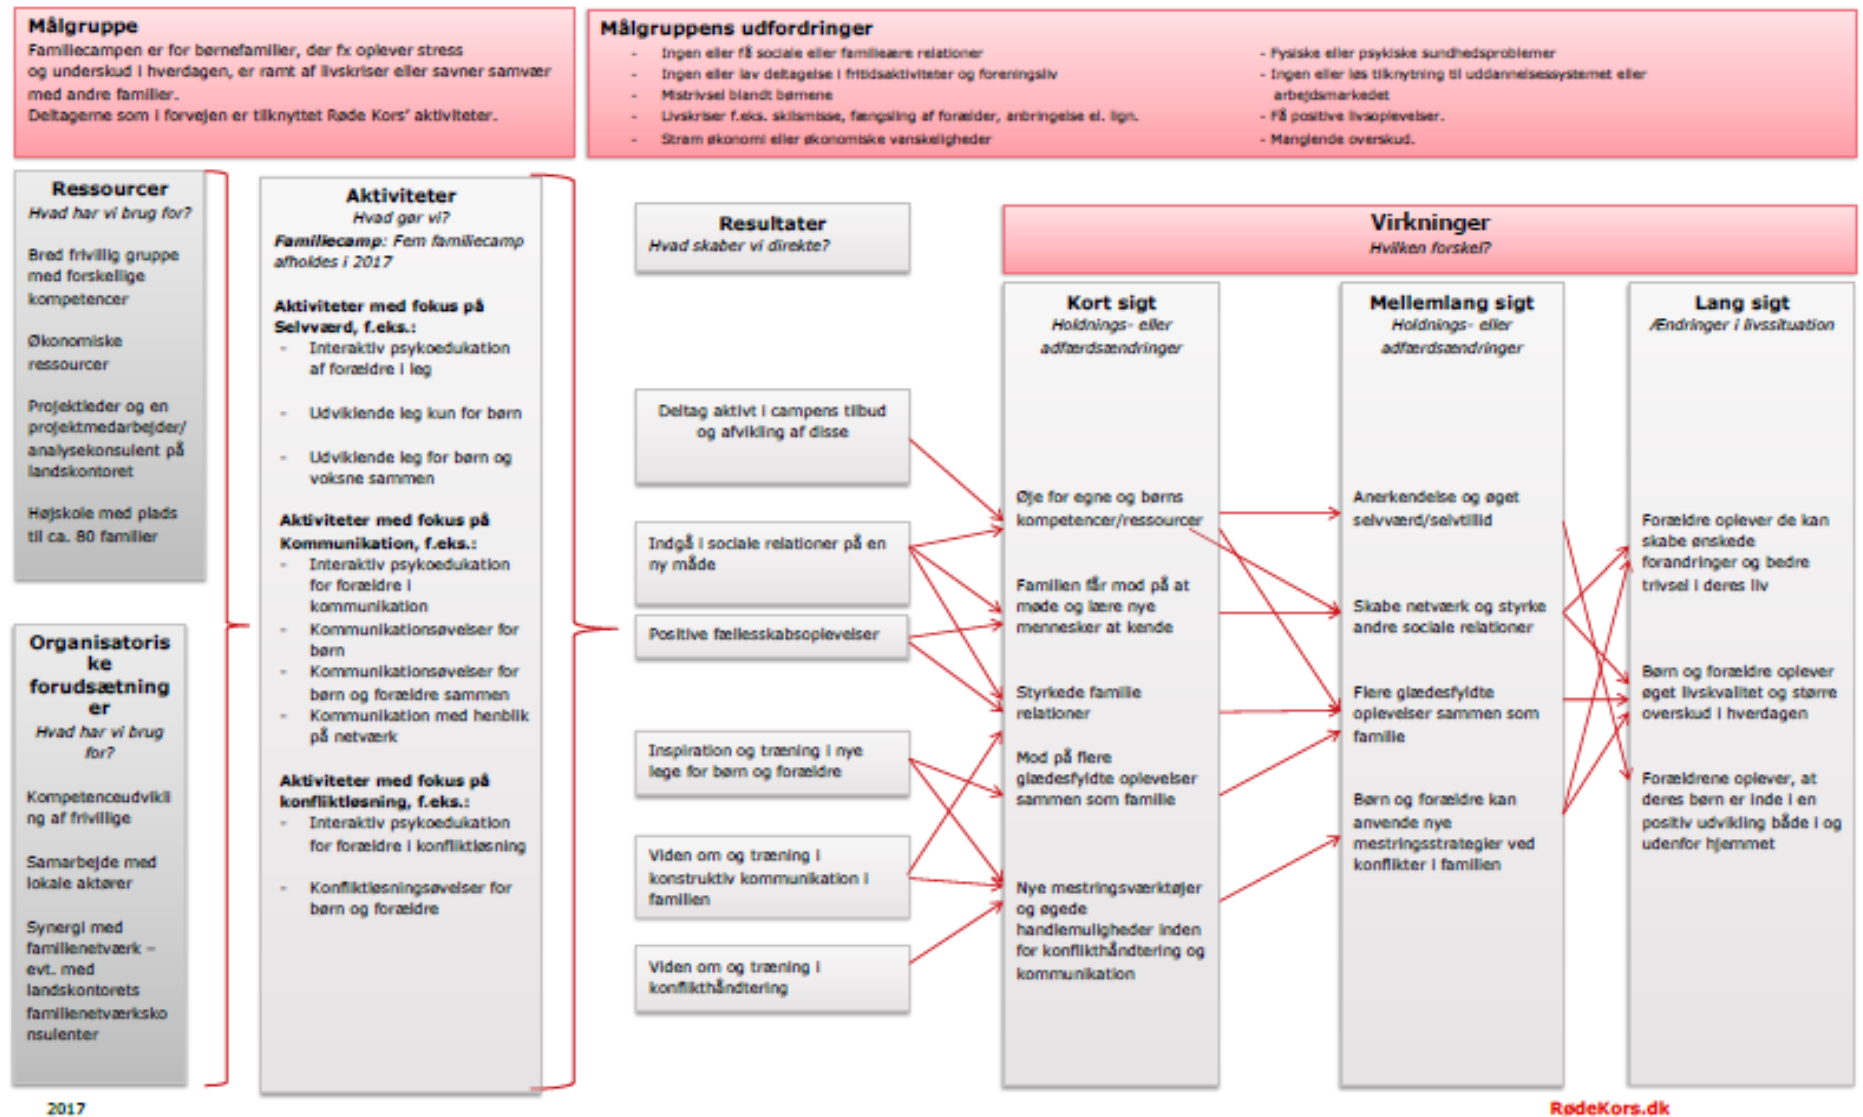 Målgruppe
Familiecampen er for børnefamilier, der fx oplever stress
og underskud i hverdagen, er ramt af livskriser eller savner samvær
med andre familier.
Deltagerne som i forvejen er tilknyttet Røde Kors' aktiviteter.
Målgruppens udfordringer
- Ingen eller få sociale eller familieære relationer
- Ingen eller lav deltagelse i fritidsaktiviteter og foreningsliv
- Mistrivsel blandt børnene
- Livskriser f.eks. skilsmisse, fængsling af forælder, anbringelse el. lign.
- Stram økonomi eller økonomiske vanskeligheder
- Fysiske eller psykiske sundhedsproblemer
- Ingen eller løs tilknytning til uddannelsessystemet eller
arbejdsmarkedet
- Få positive livsoplevelser.
- Manglende overskud.
Ressourcer
Hvad har vi brug for?
Bred frivillig gruppe
med forskellige
kompetencer
Økonomiske
ressourcer
Projektleder og en
projektmedarbejder/
analysekonsulent på
landskontoret
Højskole med plads
til ca. 80 familier
Organisatoris
ke
forudsætning
er
Hvad har vi brug
for?
Kompetenceudvikli
ng af frivillige
Samarbejde med
lokale aktører
Synergi med
familienetværk –
evt. med
landskontorets
familienetværksko
nsulenter
Aktiviteter
Hvad gør vi?
Familiecamp: Fem familiecamp
afholdes i 2017
Aktiviteter med fokus på
Selvværd, f.eks.:
- Interaktiv psykoedukation
af forældre i leg
- Udviklende leg kun for børn
- Udviklende leg for børn og
voksne sammen
Aktiviteter med fokus på
Kommunikation, f.eks.:
- Interaktiv psykoedukation
for forældre i
kommunikation
- Kommunikationsøvelser for
børn
- Kommunikationsøvelser for
børn og forældre sammen
- Kommunikation med henblik
på netværk
Aktiviteter med fokus på
konfliktløsning, f.eks.:
- Interaktiv psykoedukation
for forældre i konfliktløsning
- Konfliktløsningsøvelser for
børn og forældre
Resultater
Hvad skaber vi direkte?
Deltag aktivt i campens tilbud
og afvikling af disse
Indgå i sociale relationer på en
ny måde
Positive fællesskabsoplevelser
Inspiration og træning i nye
lege for børn og forældre
Viden om og træning i
konstruktiv kommunikation i
familien
Viden om og træning i
konflikthåndtering
Virkninger
Hvilken forskel?
Kort sigt
Holdnings- eller
adfærdsændringer
Øje for egne og børns
kompetencer/ressourcer
Familien får mod på at
møde og lære nye
mennesker at kende
Styrkede familie
relationer
Mod på flere
glædesfyldte oplevelser
sammen som familie
Nye mestringsværktøjer
og øgede
handlemuligheder inden
for konflikthåndtering og
kommunikation
Mellemlang sigt
Holdnings- eller
adfærdsændringer
Anerkendelse og øget
selvværd/selvtillid
Skabe netværk og styrke
andre sociale relationer
Flere glædesfyldte
oplevelser sammen som
familie
Børn og forældre kan
anvende nye
mestringsstrategier ved
konflikter i familien
Lang sigt
Ændringer i livssituation
Forældre oplever de kan
skabe ønskede
forandringer og bedre
trivsel i deres liv
Børn og forældre oplever
øget livskvalitet og større
overskud i hverdagen
Forældrene oplever, at
deres børn er inde i en
positiv udvikling både i og
udenfor hjemmet
2017
RødeKors.dk